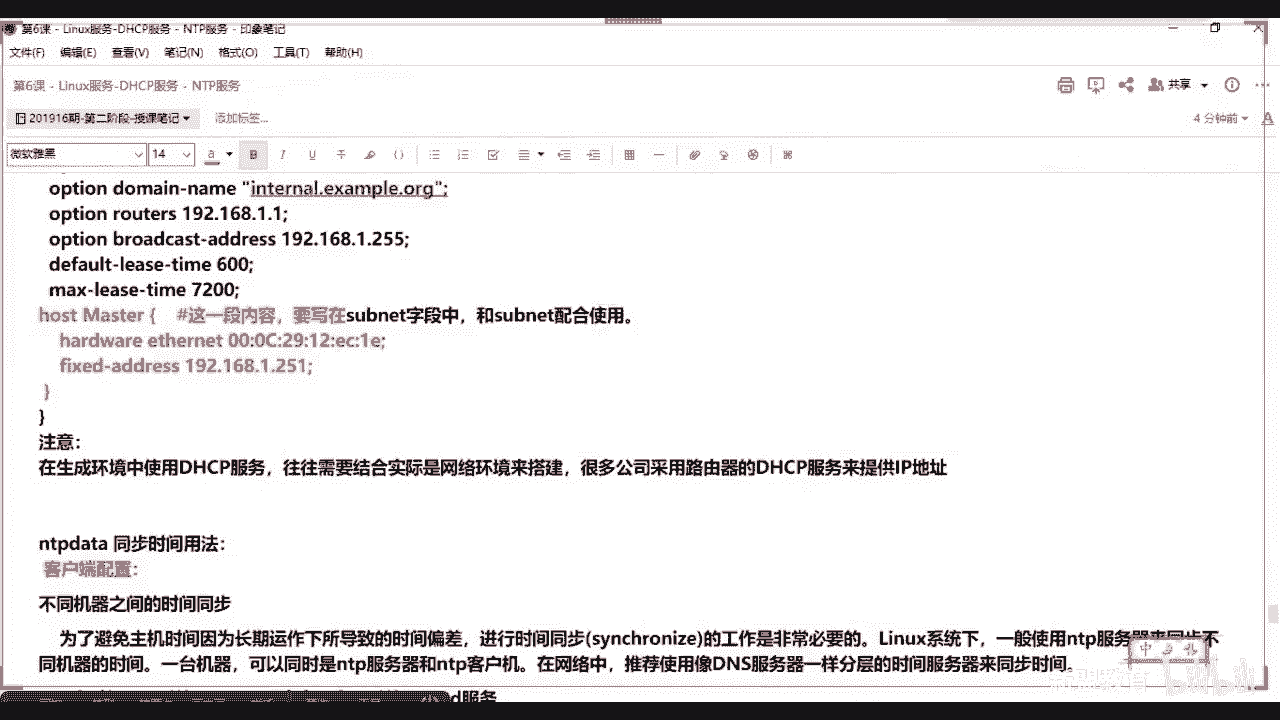 第6课 - Linux服务-DHCP服务 - NTP服务 - 印象笔记
文件(F) 编辑(E) 查看(V) 笔记(N) 格式(O) 工具(T) 帮助(H)
第6课 - Linux服务-DHCP服务 - NTP服务
共享
201916期-第二阶段-授课笔记
添加标签...
4 分钟前
微软雅黑 14
option domain-name "internal.example.org";
option routers 192.168.1.1;
option broadcast-address 192.168.1.255;
default-lease-time 600;
max-lease-time 7200;
host Master { #这一段内容，要写在subnet字段中，和subnet配合使用。
hardware ethernet 00:0C:29:12:ec:1e;
fixed-address 192.168.1.251;
}
}
注意：
在生成环境中使用DHCP服务，往往需要结合实际是网络环境来搭建，很多公司采用路由器的DHCP服务来提供IP地址
ntpdata 同步时间用法：
客户端配置：
不同机器之间的时间同步
为了避免主机时间因为长期运作下所导致的时间偏差，进行时间同步(synchronize)的工作是非常必要的。Linux系统下，一般使用ntp服务器来同步不
同机器的时间。一台机器，可以同时是ntp服务器和ntp客户机。在网络中，推荐使用像DNS服务器一样分层的时间服务器来同步时间。
d服务